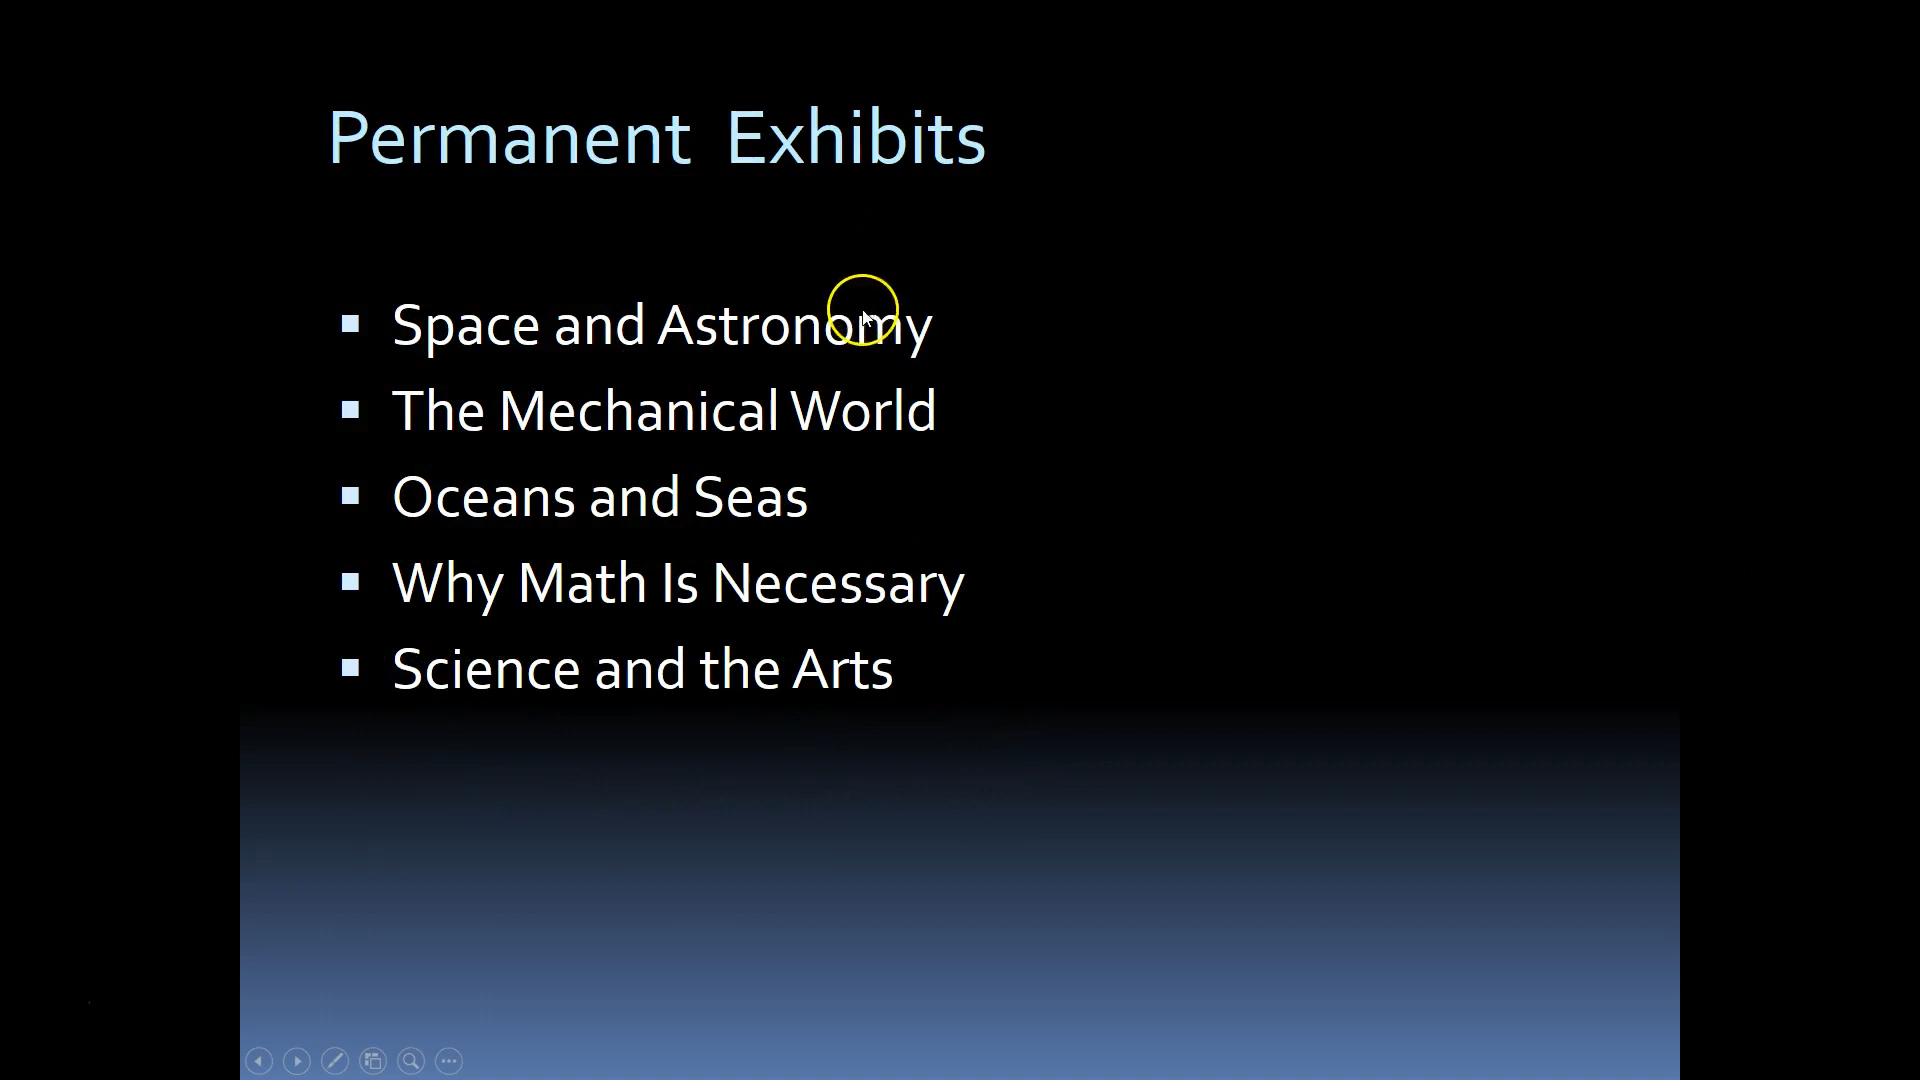 Permanent Exhibits
Space and Astronomy
The Mechanical World
Oceans and Seas
Why Math Is Necessary
Science and the Arts